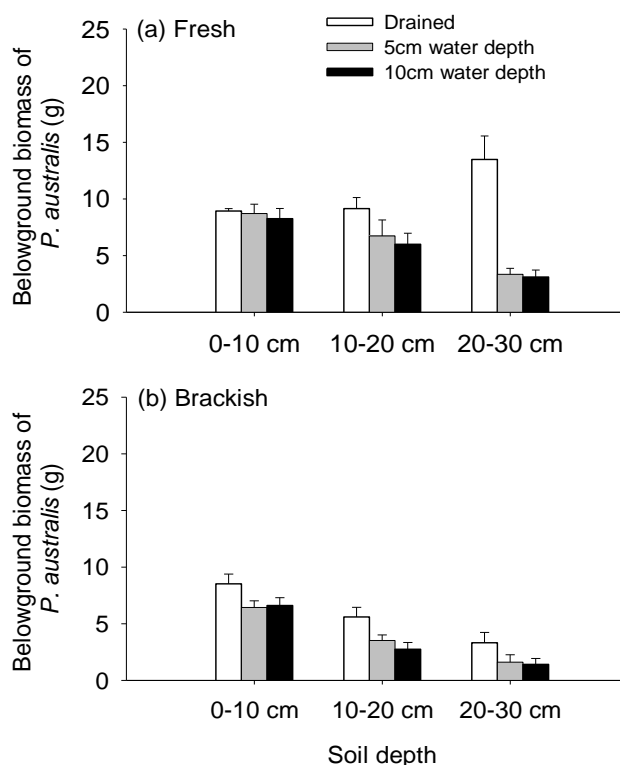 (a) Fresh
Drained
5cm water depth
10cm water depth
Belowground biomass of
P. australis (g)
25
20
15
10
5
0
0-10 cm 10-20 cm 20-30 cm
(b) Brackish
Belowground biomass of
P. australis (g)
25
20
15
10
5
0
0-10 cm 10-20 cm 20-30 cm
Soil depth